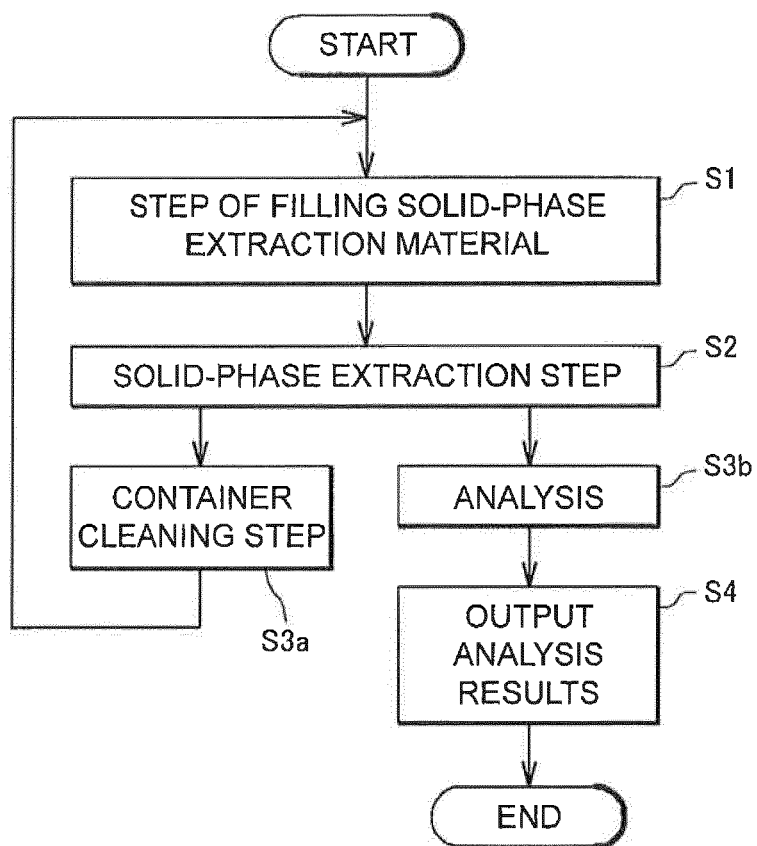 START
STEP OF FILLING SOLID-PHASE
EXTRACTION MATERIAL
S1
SOLID-PHASE EXTRACTION STEP
S2
CONTAINER
CLEANING STEP
S3a
ANALYSIS
S3b
OUTPUT
ANALYSIS
RESULTS
S4
END